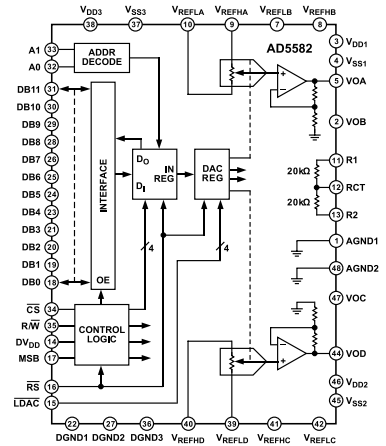 38 37 10 9 7 8
VDD3 VSS3 VREFLA VREFHA VREFLB VREFHB
AD5582
33 A1
32 A0
ADDR DECODE
31 DB11
30 DB10
29 DB9
28 DB8
27 DB7
26 DB6
25 DB5
24 DB4
23 DB3
20 DB2
19 DB1
18 DB0
INTERFACE
OE
DO
DI
IN REG
DAC REG
4
4
34 CS
35 R/W
14 DVDD
17 MSB
16 RS
15 LDAC
CONTROL LOGIC
3 VDD1
4 VSS1
5 VOA
2 VOB
11 R1
20kΩ
12 RCT
20kΩ
13 R2
1 AGND1
48 AGND2
47 VOC
44 VOD
46 VDD2
45 VSS2
22 27 36 40 39 41 42
DGND1 DGND2 DGND3 VREFHD VREFLD VREFHC VREFLC